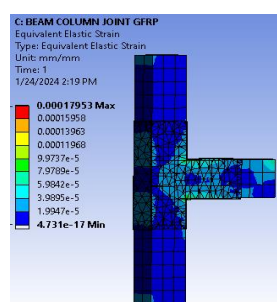 C: BEAM COLUMN JOINT GFRP
Equivalent Elastic Strain
Type: Equivalent Elastic Strain
Unit: mm/mm
Time: 1
1/24/2024 2:19 PM
0.00017953 Max
0.00015958
0.00013963
0.00011968
9.9737e-5
7.9789e-5
5.9842e-5
3.9895e-5
1.9947e-5
4.731e-17 Min